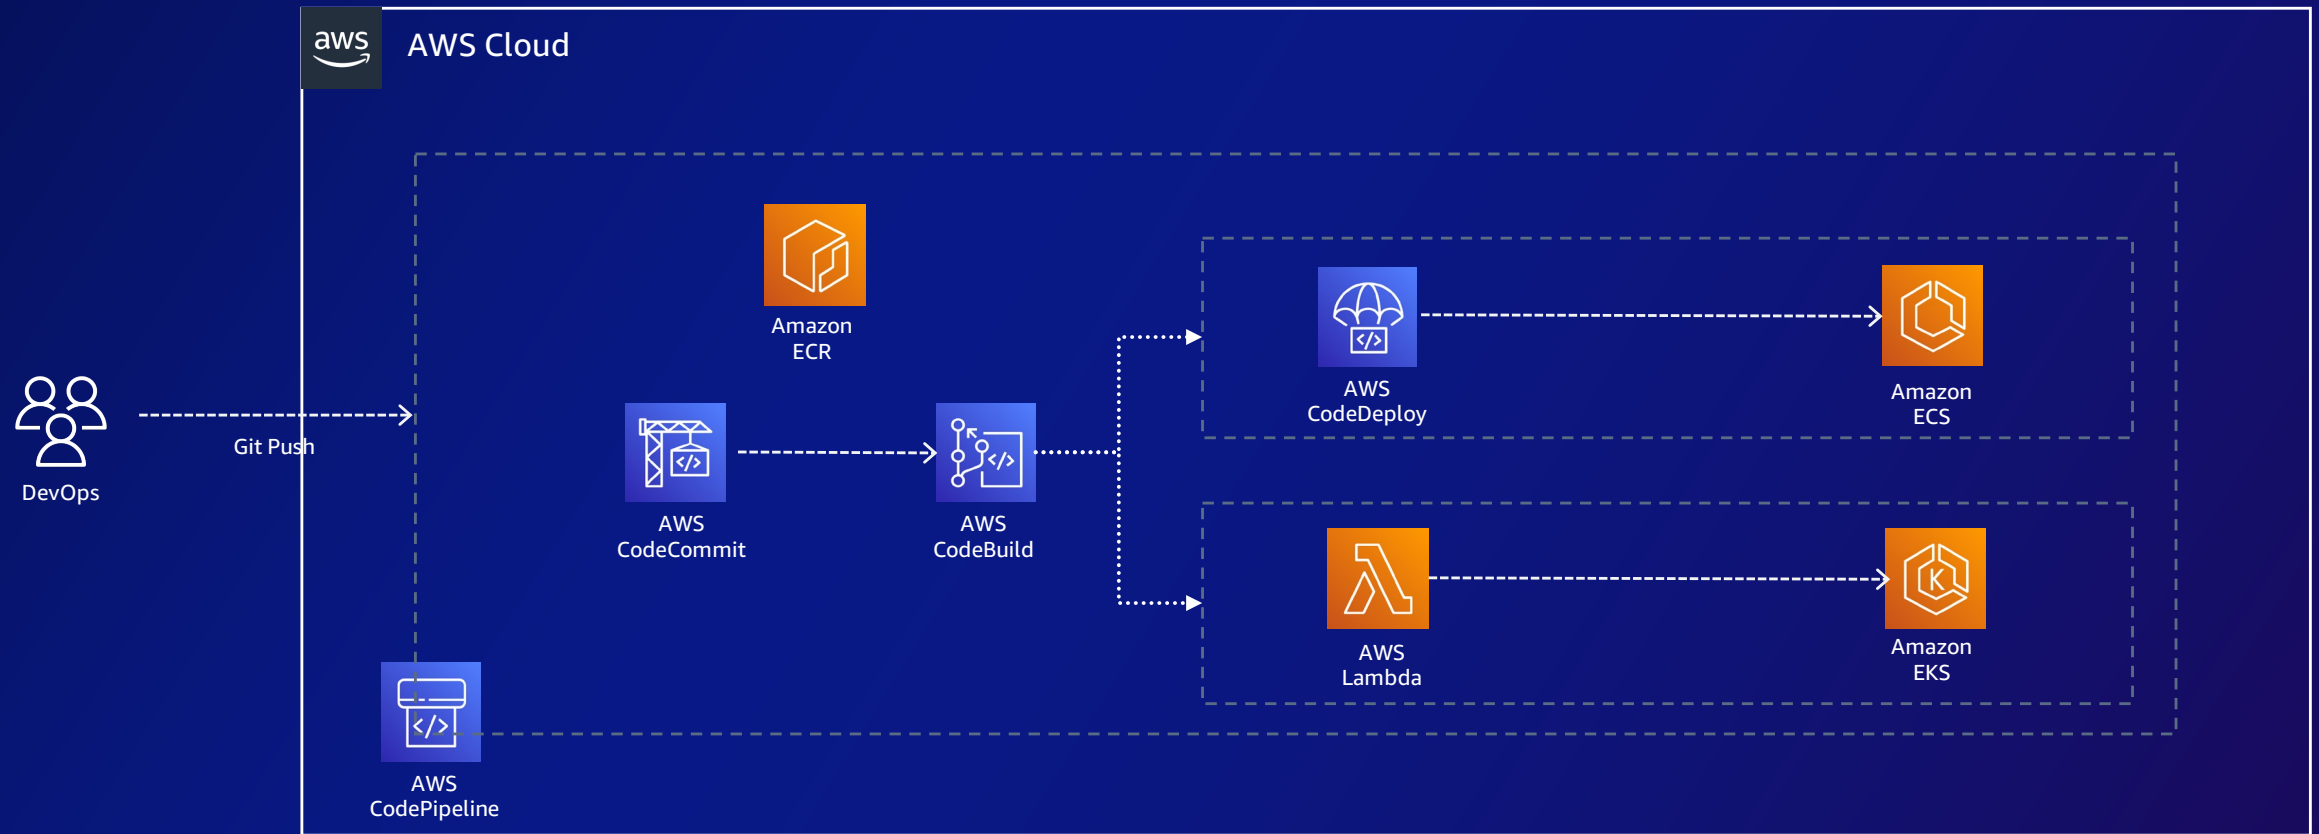 aws
AWS Cloud
Amazon
ECR
Git Push
DevOps
AWS
CodeCommit
AWS
CodeBuild
AWS
CodeDeploy
Amazon
ECS
AWS
Lambda
K
Amazon
EKS
AWS
CodePipeline